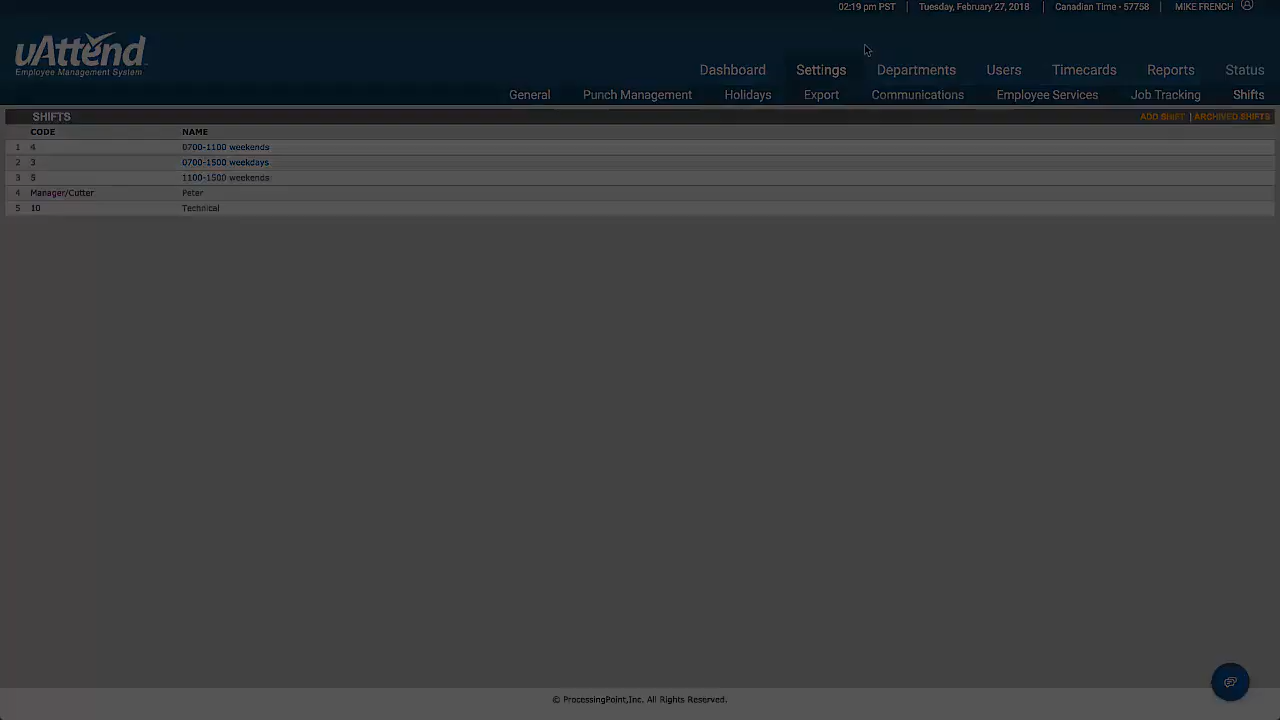 02:19 pm PST | Tuesday, February 27, 2018 | Canadian Time - 57758 | MIKE FRENCH
uAttend
Employee Management System
Dashboard Settings Departments Users Timecards Reports Status
General Punch Management Holidays Export Communications Employee Services Job Tracking Shifts
SHIFTS ADD SHIFT | ARCHIVED SHIFTS
CODE NAME
1 4 0700-1100 weekends
2 3 0700-1500 weekdays
3 5 1100-1500 weekends
4 Manager/Cutter Peter
5 10 Technical
© ProcessingPoint,Inc. All Rights Reserved.